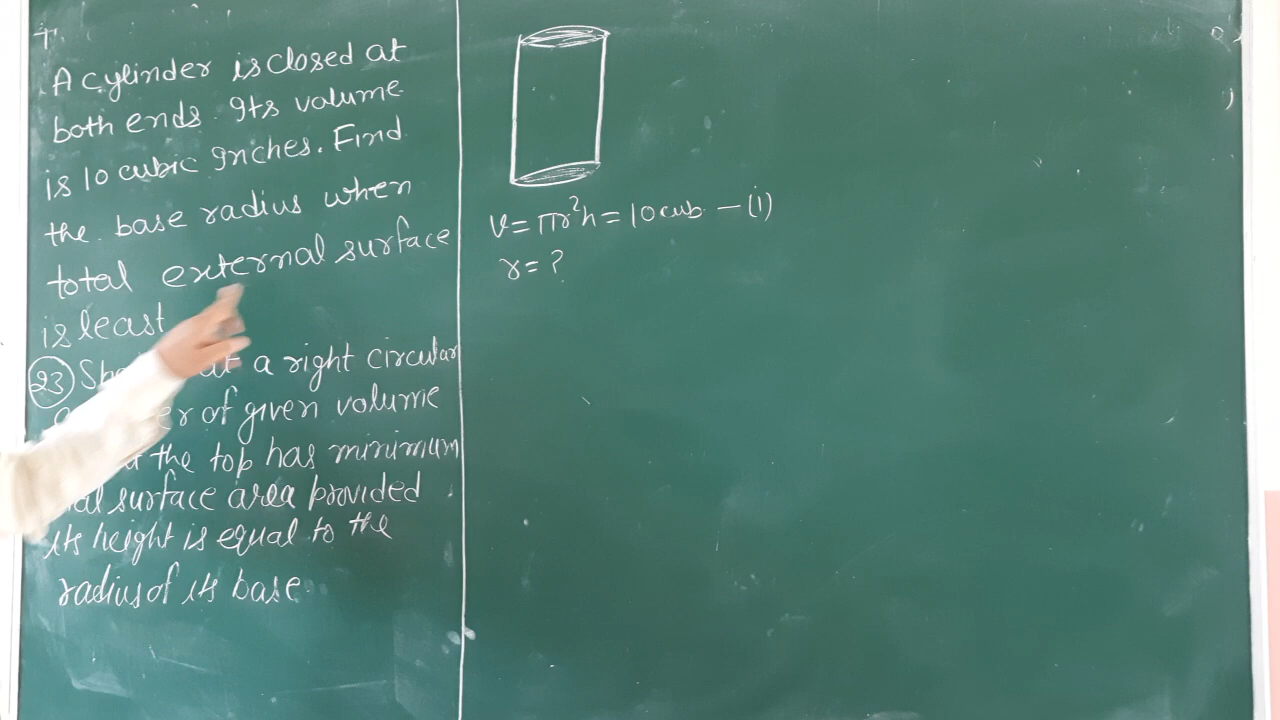 A cylinder is closed at
both ends. Its volume
is 10 cubic Inches. Find
the base radius when
total external surface
is least
23 a right circular
of given volume
the top has minimum
surface area provided
its height is equal to the
radius of its base
V = πr²h = 10 cub - (1)
r = ?